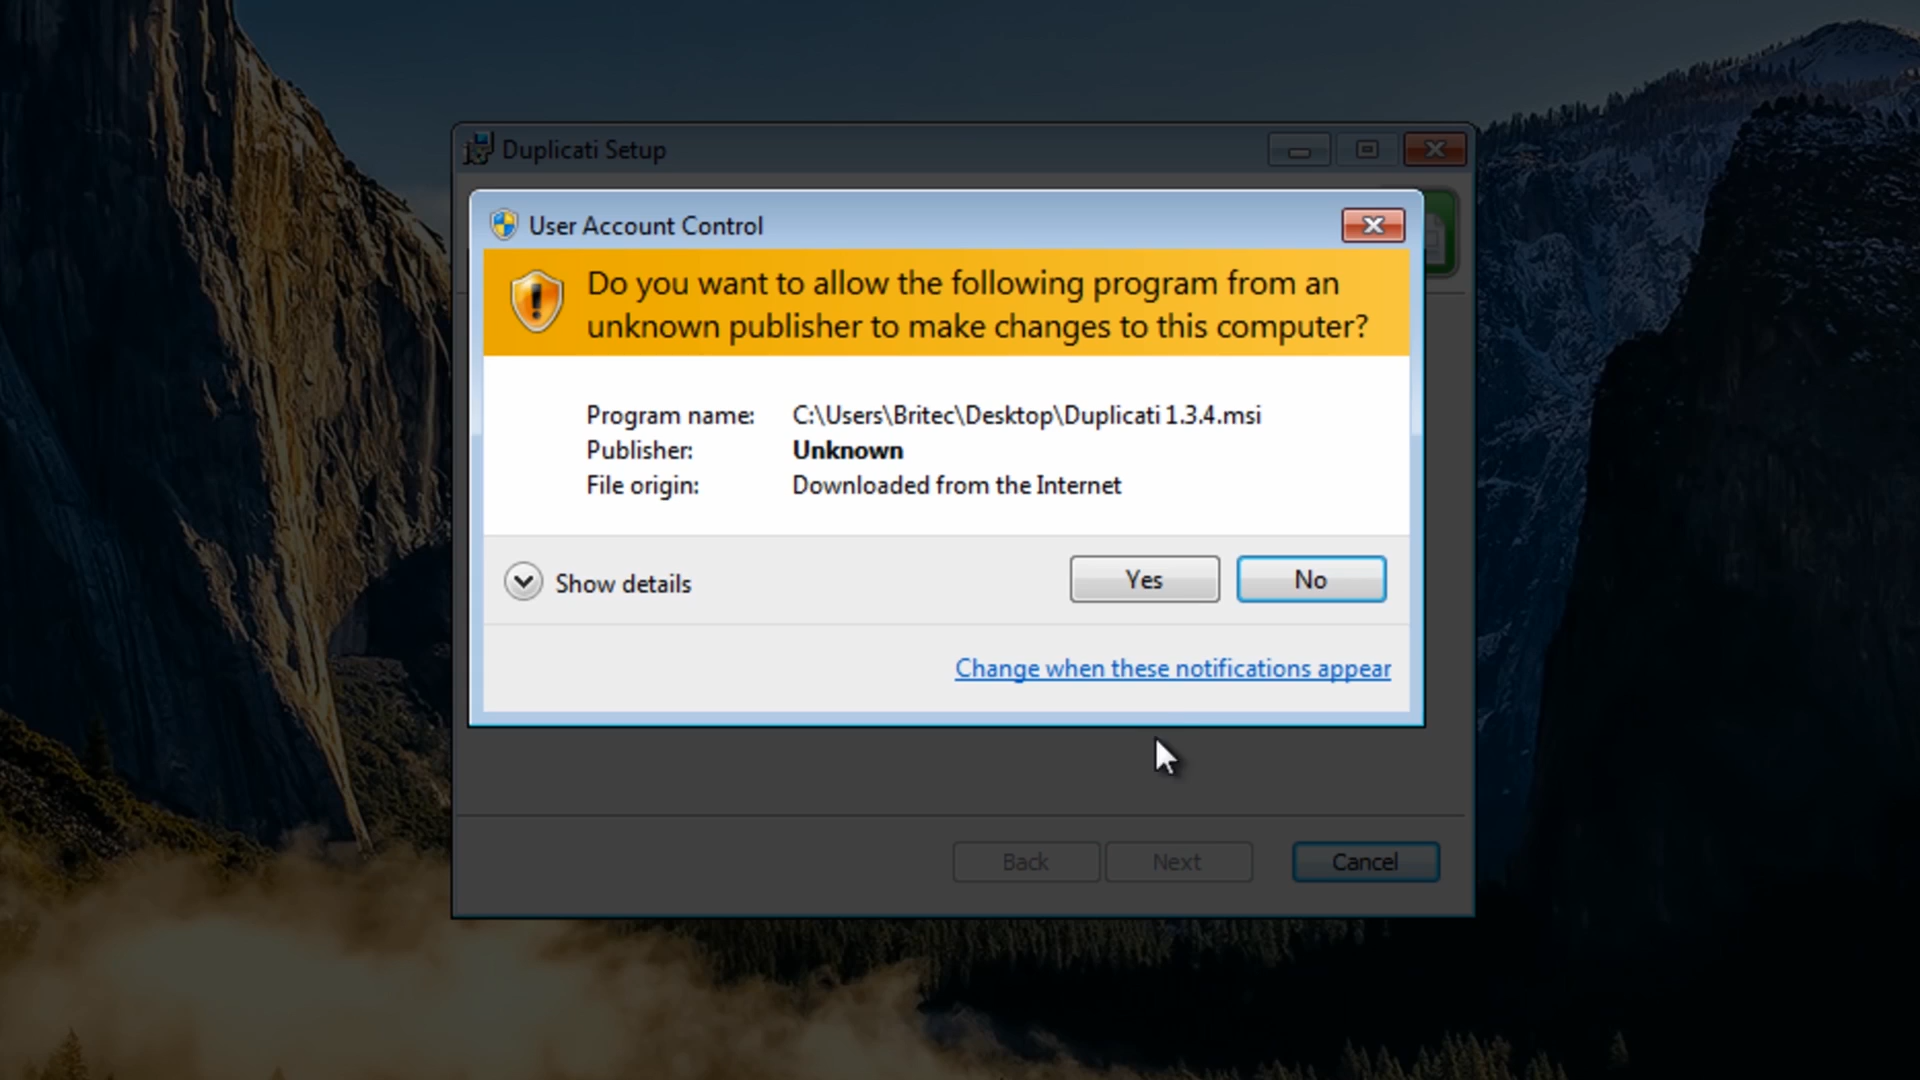 Duplicati Setup
User Account Control
Do you want to allow the following program from an
unknown publisher to make changes to this computer?
Program name: C:\Users\Britec\Desktop\Duplicati 1.3.4.msi
Publisher: Unknown
File origin: Downloaded from the Internet
Show details
Yes
No
Change when these notifications appear
Back
Next
Cancel